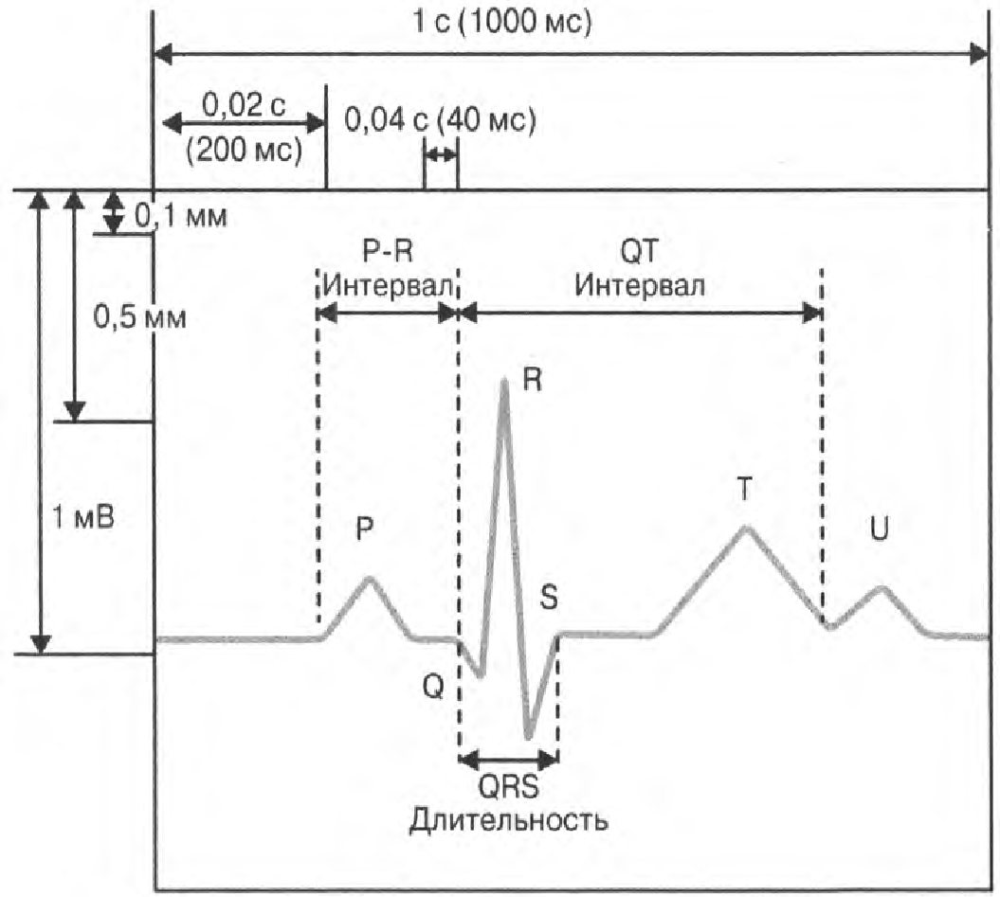 1 с (1000 мс)
0,02 с
(200 мс)
0,04 с (40 мс)
0,1 мм
0,5 мм
1 мВ
P-R
Интервал
QT
Интервал
R
P
T
U
S
Q
QRS
Длительность